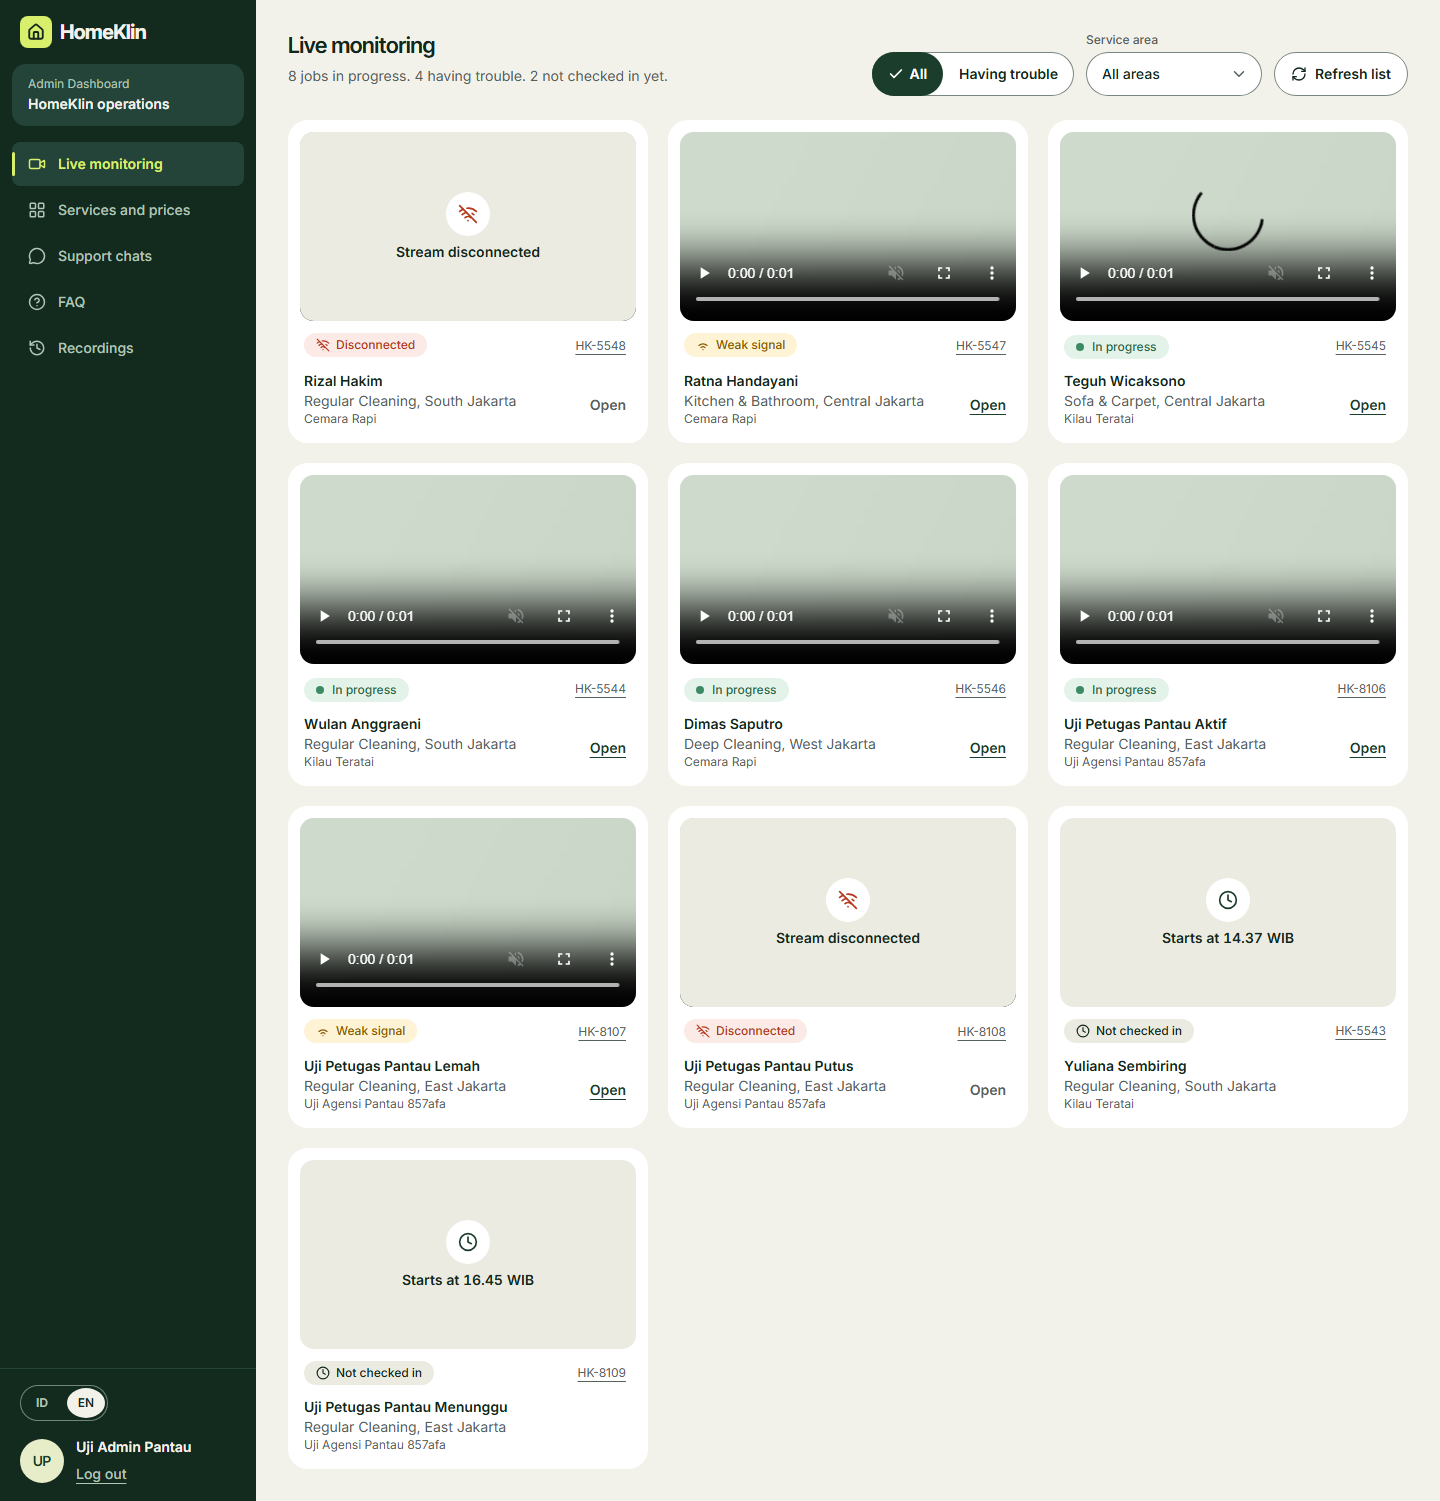 HomeKlin
Admin Dashboard
HomeKlin operations
Live monitoring
Services and prices
Support chats
FAQ
Recordings
ID
EN
UP
Uji Admin Pantau
Log out
Live monitoring
8 jobs in progress. 4 having trouble. 2 not checked in yet.
All
Having trouble
Service area
All areas
Refresh list
Stream disconnected
Disconnected
HK-5548
Rizal Hakim
Regular Cleaning, South Jakarta
Cemara Rapi
Open
0:00 / 0:01
Weak signal
HK-5547
Ratna Handayani
Kitchen & Bathroom, Central Jakarta
Cemara Rapi
Open
0:00 / 0:01
In progress
HK-5545
Teguh Wicaksono
Sofa & Carpet, Central Jakarta
Kilau Teratai
Open
0:00 / 0:01
In progress
HK-5544
Wulan Anggraeni
Regular Cleaning, South Jakarta
Kilau Teratai
Open
0:00 / 0:01
In progress
HK-5546
Dimas Saputro
Deep Cleaning, West Jakarta
Cemara Rapi
Open
0:00 / 0:01
In progress
HK-8106
Uji Petugas Pantau Aktif
Regular Cleaning, East Jakarta
Uji Agensi Pantau 857afa
Open
0:00 / 0:01
Weak signal
HK-8107
Uji Petugas Pantau Lemah
Regular Cleaning, East Jakarta
Uji Agensi Pantau 857afa
Open
Stream disconnected
Disconnected
HK-8108
Uji Petugas Pantau Putus
Regular Cleaning, East Jakarta
Uji Agensi Pantau 857afa
Open
Starts at 14.37 WIB
Not checked in
HK-5543
Yuliana Sembiring
Regular Cleaning, South Jakarta
Kilau Teratai
Starts at 16.45 WIB
Not checked in
HK-8109
Uji Petugas Pantau Menunggu
Regular Cleaning, East Jakarta
Uji Agensi Pantau 857afa